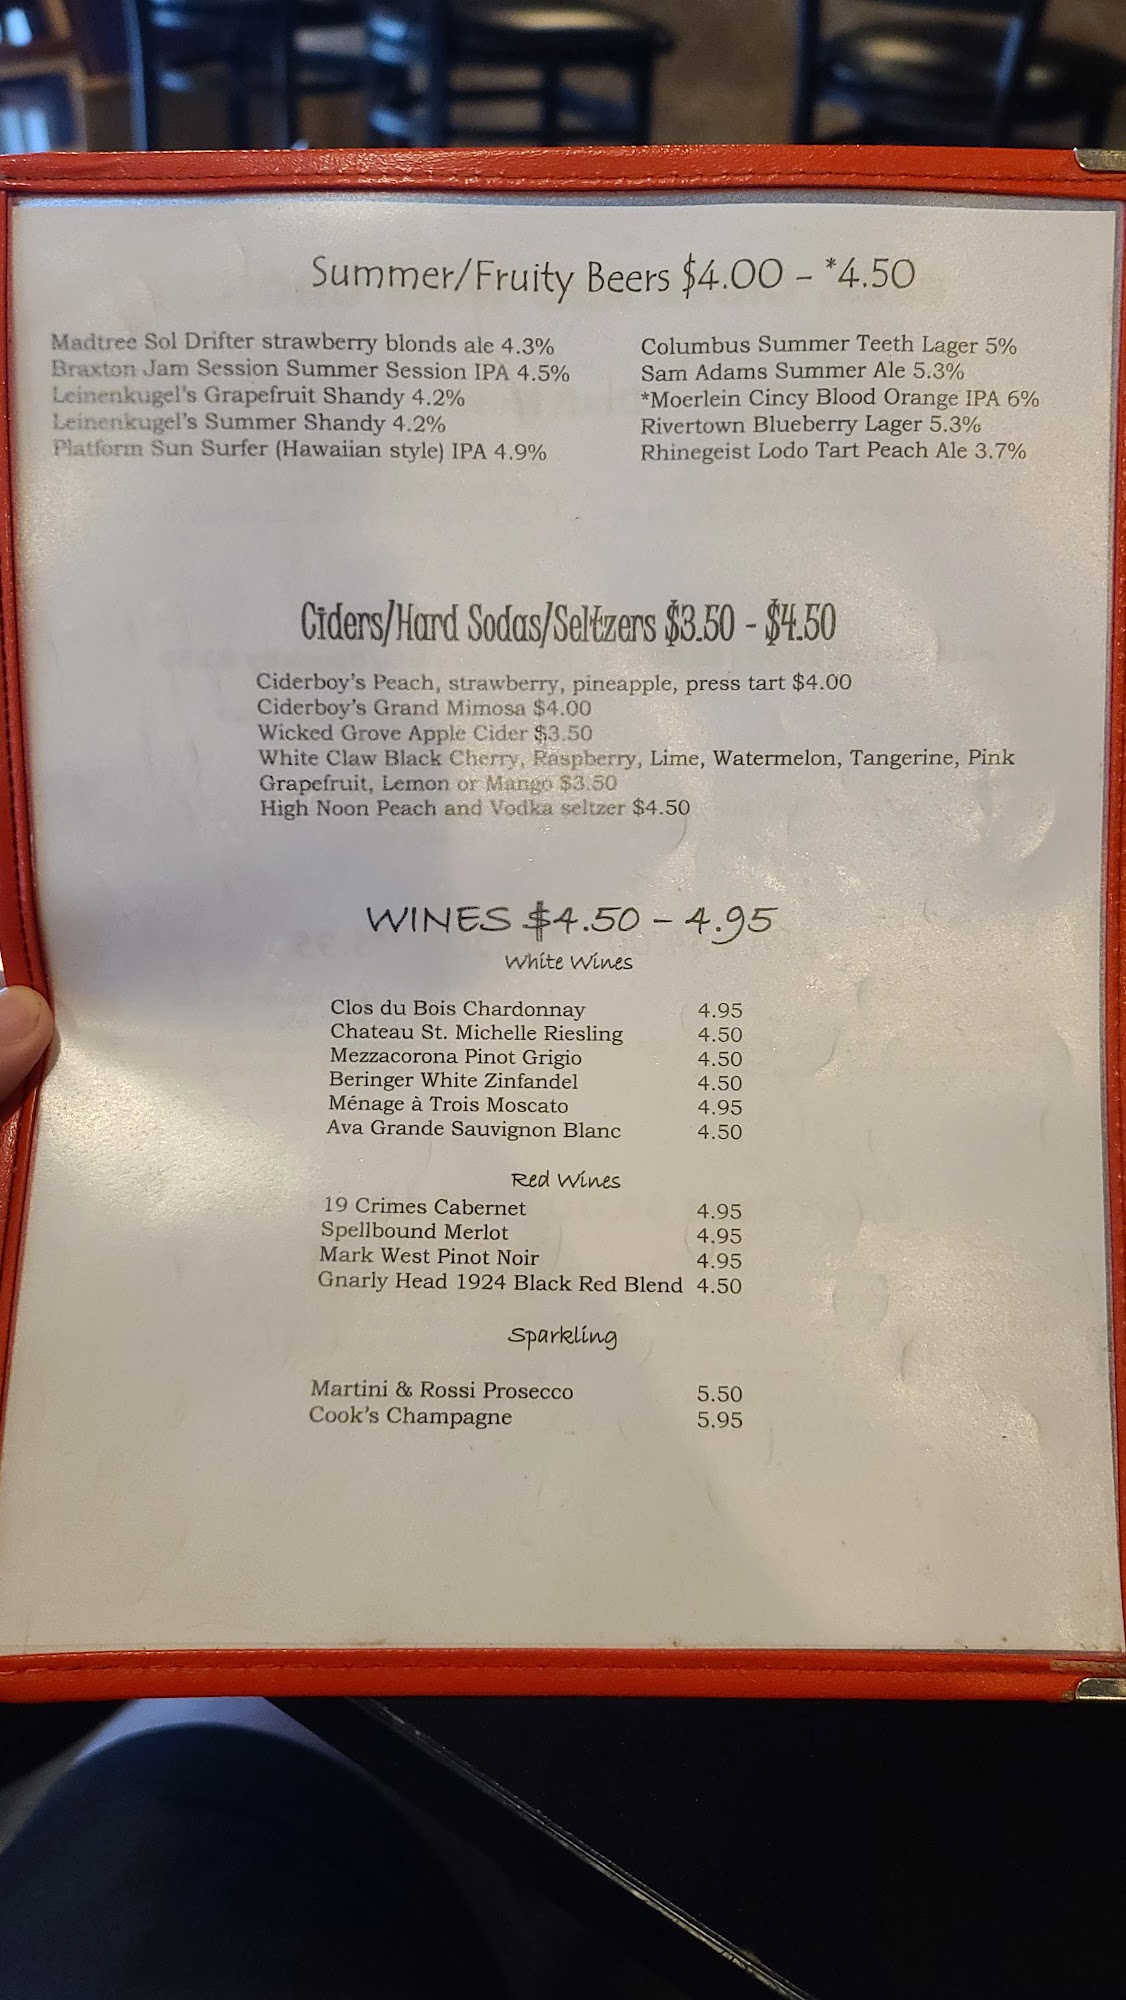 Summer/Fruity Beers $4.00 – *4.50
Madtree Sol Drifter strawberry blonds ale 4.3%
Braxton Jam Session Summer Session IPA 4.5%
Leinenkugel's Grapefruit Shandy 4.2%
Leinenkugel's Summer Shandy 4.2%
Platform Sun Surfer (Hawaiian style) IPA 4.9%
Columbus Summer Teeth Lager 5%
Sam Adams Summer Ale 5.3%
*Moerlein Cincy Blood Orange IPA 6%
Rivertown Blueberry Lager 5.3%
Rhinegeist Lodo Tart Peach Ale 3.7%
Ciders/Hard Sodas/Seltzers $3.50 - $4.50
Ciderboy's Peach, strawberry, pineapple, press tart $4.00
Ciderboy's Grand Mimosa $4.00
Wicked Grove Apple Cider $3.50
White Claw Black Cherry, Raspberry, Lime, Watermelon, Tangerine, Pink
Grapefruit, Lemon or Mango $3.50
High Noon Peach and Vodka seltzer $4.50
WINES $4.50 – 4.95
White Wines
Clos du Bois Chardonnay 4.95
Chateau St. Michelle Riesling 4.50
Mezzacorona Pinot Grigio 4.50
Beringer White Zinfandel 4.50
Ménage à Trois Moscato 4.95
Ava Grande Sauvignon Blanc 4.50
Red Wines
19 Crimes Cabernet 4.95
Spellbound Merlot 4.95
Mark West Pinot Noir 4.95
Gnarly Head 1924 Black Red Blend 4.50
Sparkling
Martini & Rossi Prosecco 5.50
Cook's Champagne 5.95